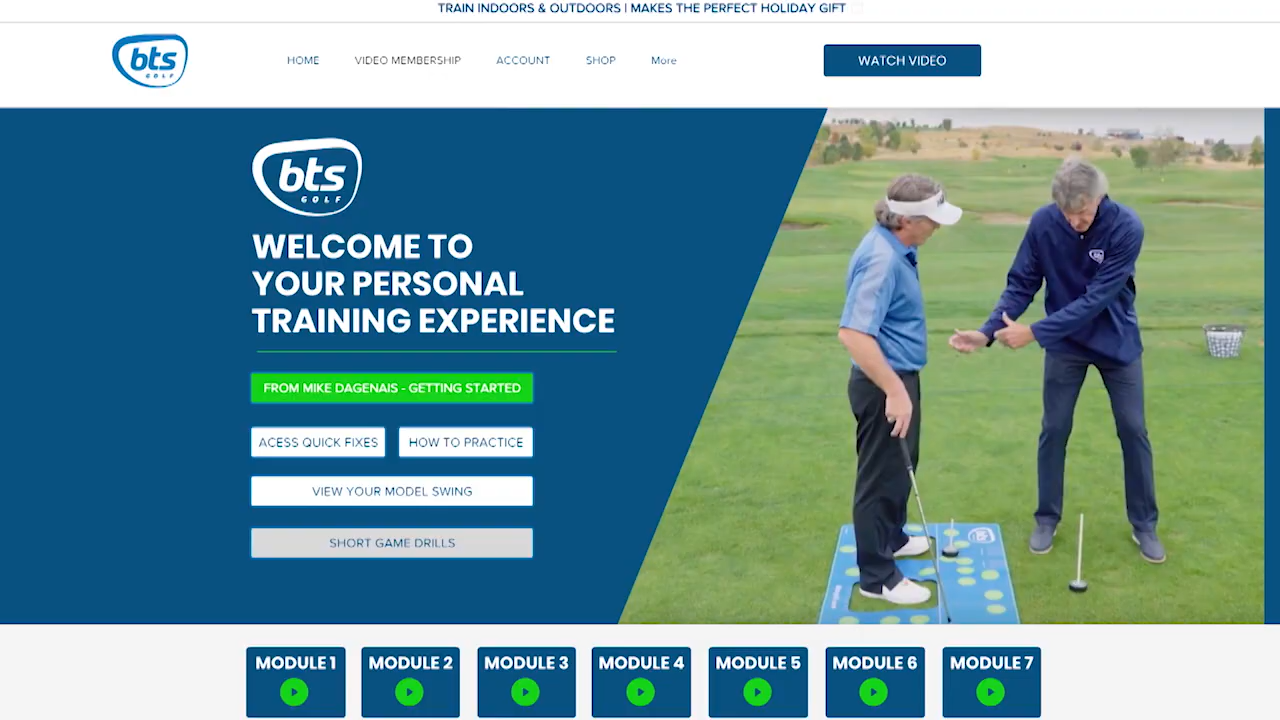 TRAIN INDOORS & OUTDOORS | MAKES THE PERFECT HOLIDAY GIFT
bts
GOLF
HOME VIDEO MEMBERSHIP ACCOUNT SHOP More
WATCH VIDEO
bts
GOLF
WELCOME TO
YOUR PERSONAL
TRAINING EXPERIENCE
FROM MIKE DAGENAIS - GETTING STARTED
ACESS QUICK FIXES
HOW TO PRACTICE
VIEW YOUR MODEL SWING
SHORT GAME DRILLS
bts
bts
MODULE 1 MODULE 2 MODULE 3 MODULE 4 MODULE 5 MODULE 6 MODULE 7